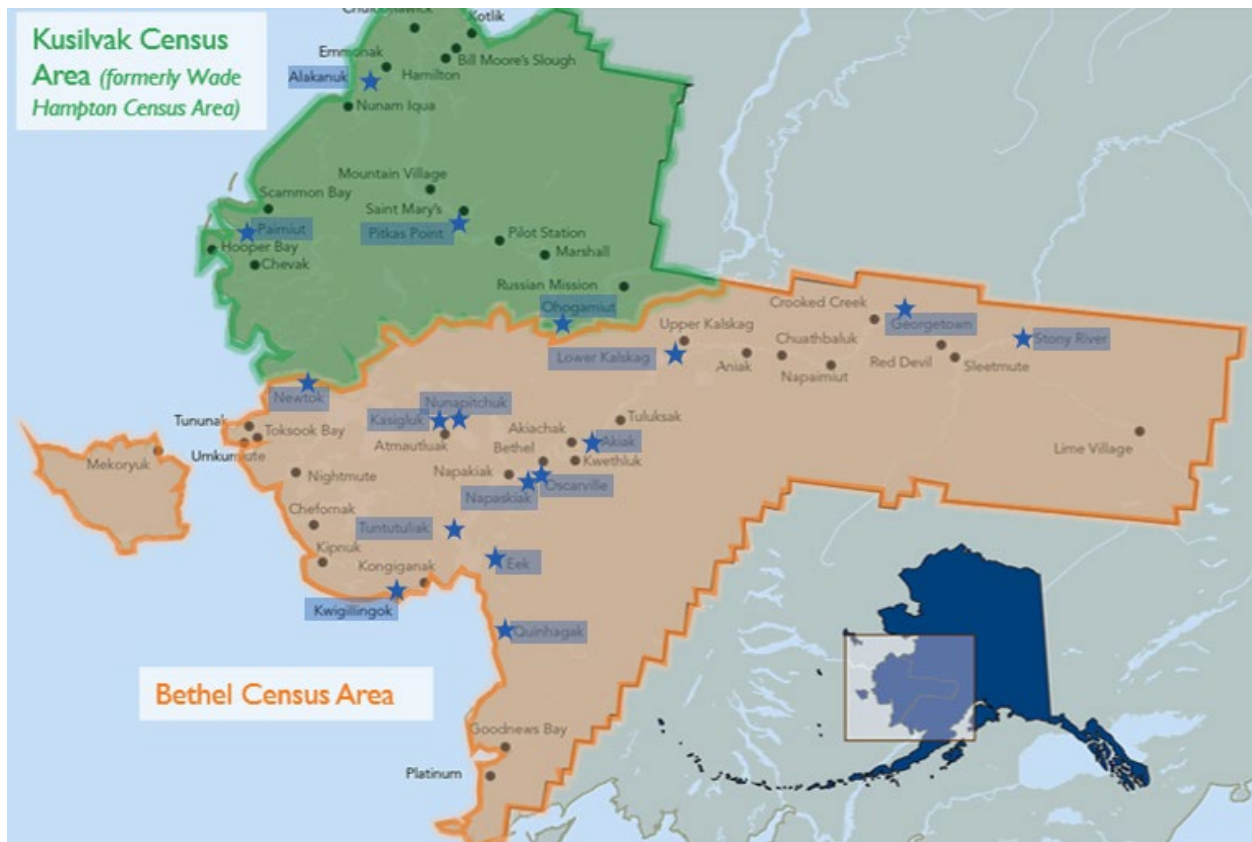 Kusilvak Census
Area (formerly Wade
Hampton Census Area)
Kotlik
Emmonak
Bill Moore's Slough
Hamilton
Alakanuk
Nunam Iqua
Mountain Village
Scammon Bay
Saint Mary's
Paimiut
Pitkas Point
Pilot Station
Hooper Bay
Marshall
Chevak
Russian Mission
Ohogamiut
Crooked Creek
Georgetown
Upper Kalskag
Chuathbaluk
Stony River
Lower Kalskag
Aniak
Napaimiut
Red Devil
Sleetmute
Newtok
Nunapitchuk
Kasigluk
Tuluksak
Tununak
Toksook Bay
Atmautluak
Akiachak
Akiak
Bethel
Lime Village
Mekoryuk
Umkumiute
Kwethluk
Nightmute
Napakiak
Oscarville
Napaskiak
Chefornak
Tuntutuliak
Kipnuk
Kongiganak
Eek
Kwigillingok
Quinhagak
Bethel Census Area
Goodnews Bay
Platinum